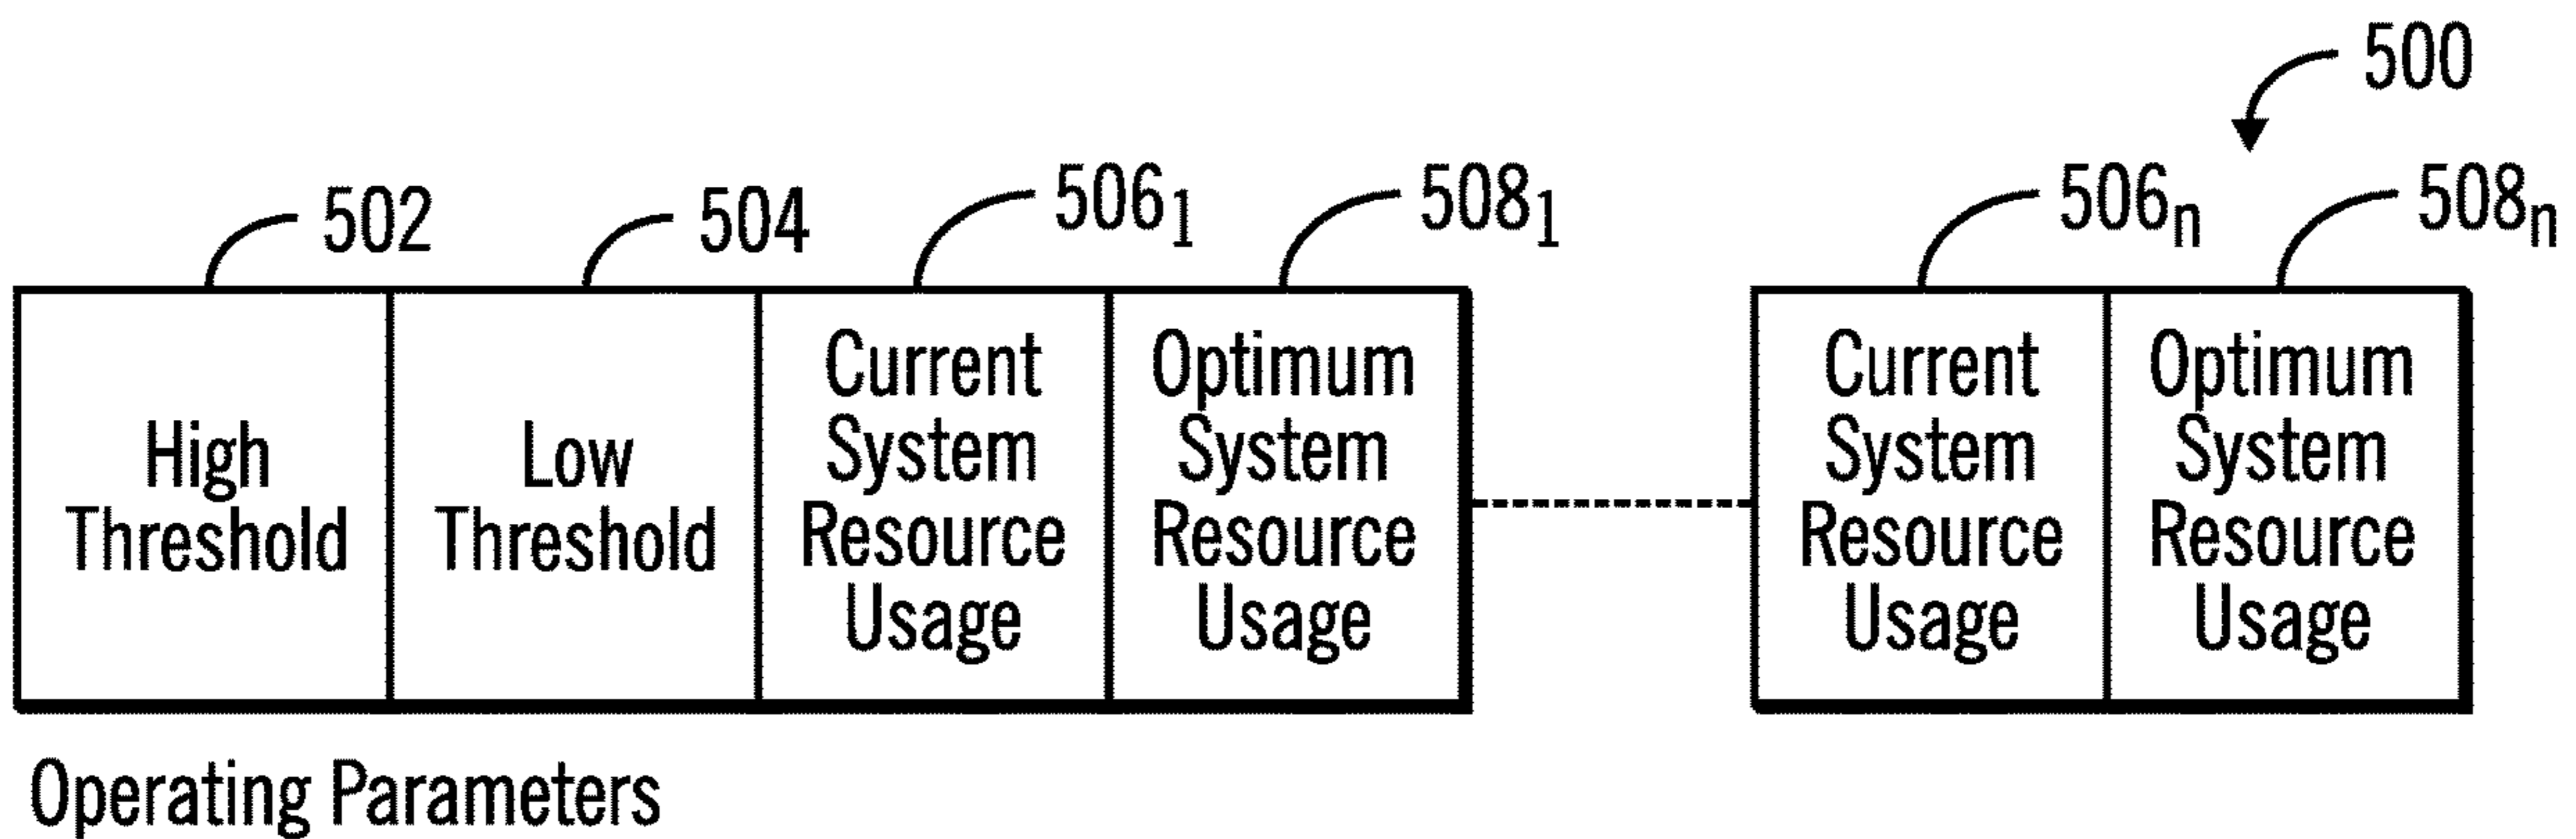 500
502
504
506₁
508₁
506ₙ
508ₙ
High
Threshold
Low
Threshold
Current
System
Resource
Usage
Optimum
System
Resource
Usage
Current
System
Resource
Usage
Optimum
System
Resource
Usage
Operating Parameters